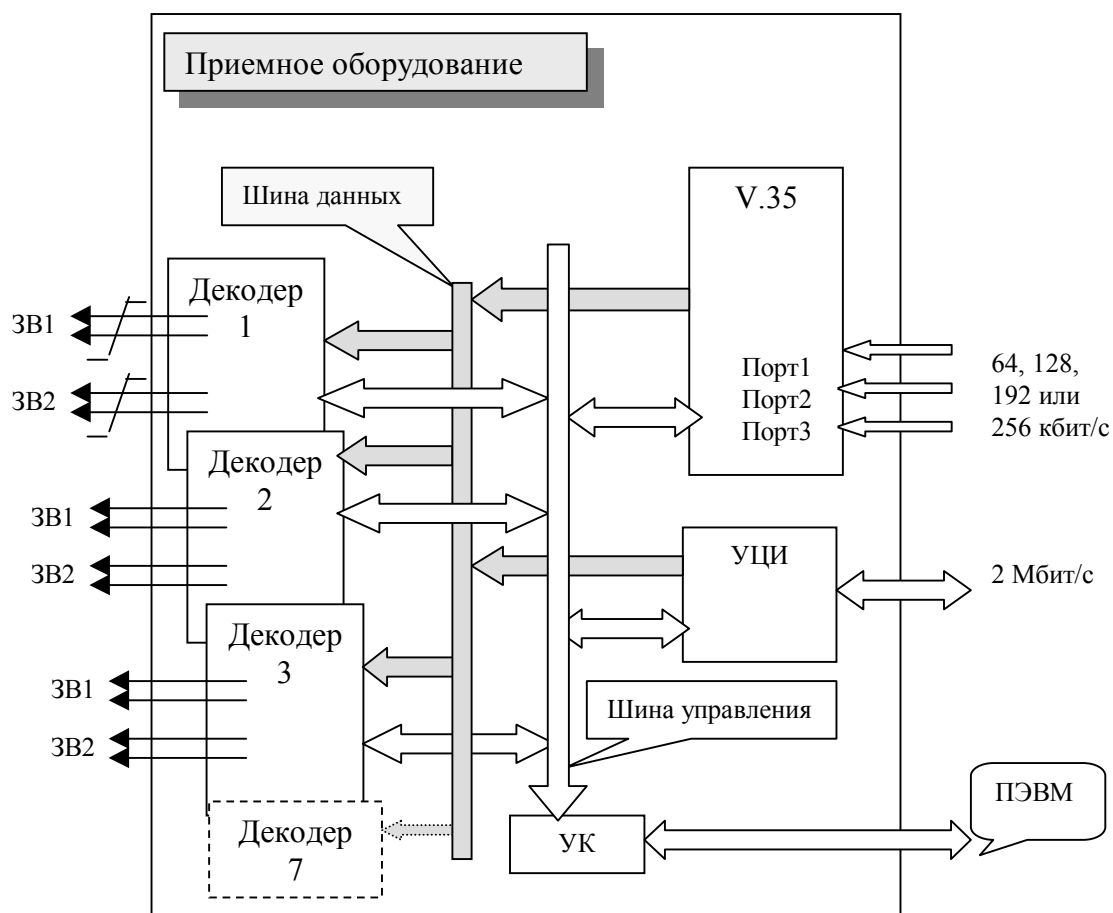 Приемное оборудование
Шина данных
V.35
Порт1
Порт2
Порт3
64, 128,
192 или
256 кбит/с
Декодер
1
ЗВ1
ЗВ2
Декодер
2
ЗВ1
ЗВ2
УЦИ
2 Мбит/с
Декодер
3
ЗВ1
ЗВ2
Шина управления
Декодер
7
УК
ПЭВМ